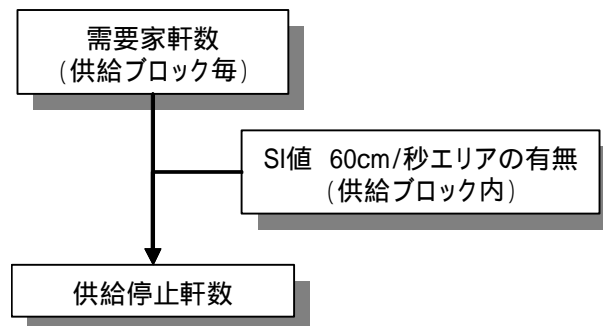 需要家軒数
(供給ブロック毎)
SI値 60cm/秒エリアの有無
(供給ブロック内)
供給停止軒数